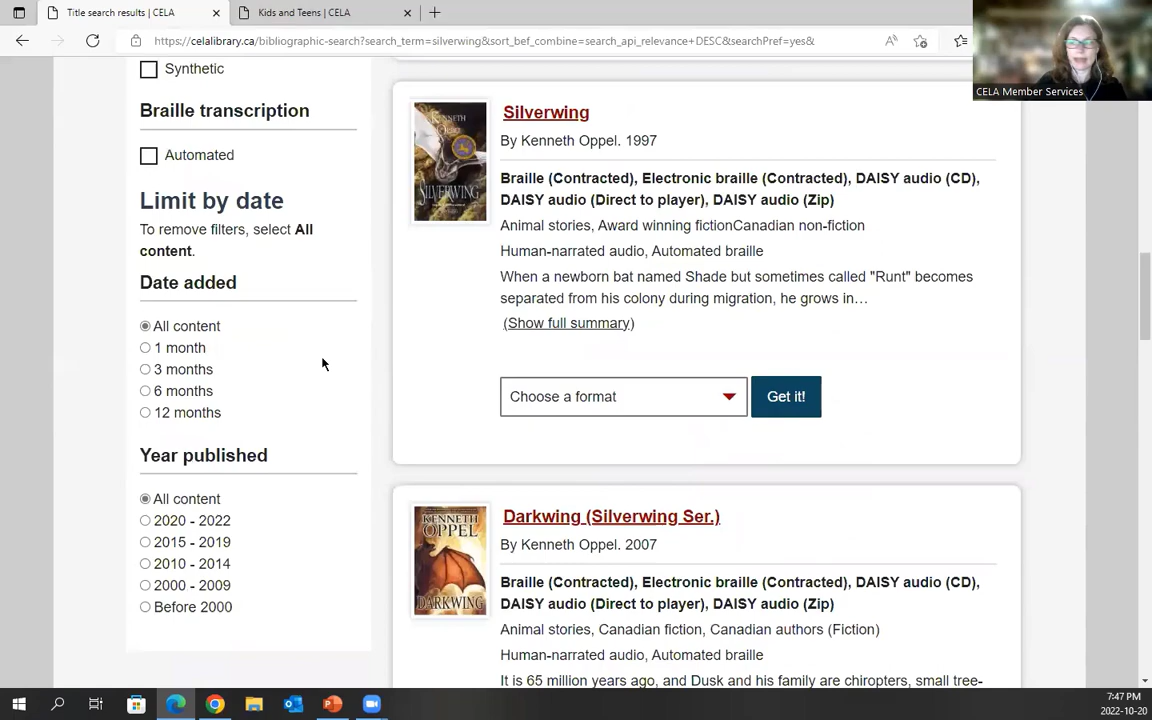 Title search results | CELA
Kids and Teens | (CELA
https://celalibrary.ca/bibliographic-search?search_term=silverwing&sort_bef_combine=search_api_relevance+DESC&searchPref=yes&
CELA Member Services
Synthetic
Braille transcription
Automated
Limit by date
To remove filters, select All
content.
Date added
All content
1 month
3 months
6 months
12 months
Year published
All content
2020 - 2022
2015 - 2019
2010 - 2014
2000 - 2009
Before 2000
KENNETH
OPPEL
SILVERWING
Silverwing
By Kenneth Oppel. 1997
Braille (Contracted), Electronic braille (Contracted), DAISY audio (CD),
DAISY audio (Direct to player), DAISY audio (Zip)
Animal stories, Award winning fictionCanadian non-fiction
Human-narrated audio, Automated braille
When a newborn bat named Shade but sometimes called "Runt" becomes
separated from his colony during migration, he grows in…
(Show full summary)
Choose a format
Get it!
KENNETH
OPPEL
DARKWING
Darkwing (Silverwing Ser.)
By Kenneth Oppel. 2007
Braille (Contracted), Electronic braille (Contracted), DAISY audio (CD),
DAISY audio (Direct to player), DAISY audio (Zip)
Animal stories, Canadian fiction, Canadian authors (Fiction)
Human-narrated audio, Automated braille
It is 65 million years ago, and Dusk and his family are chiropters, small tree-
7:47 PM
2022-10-20